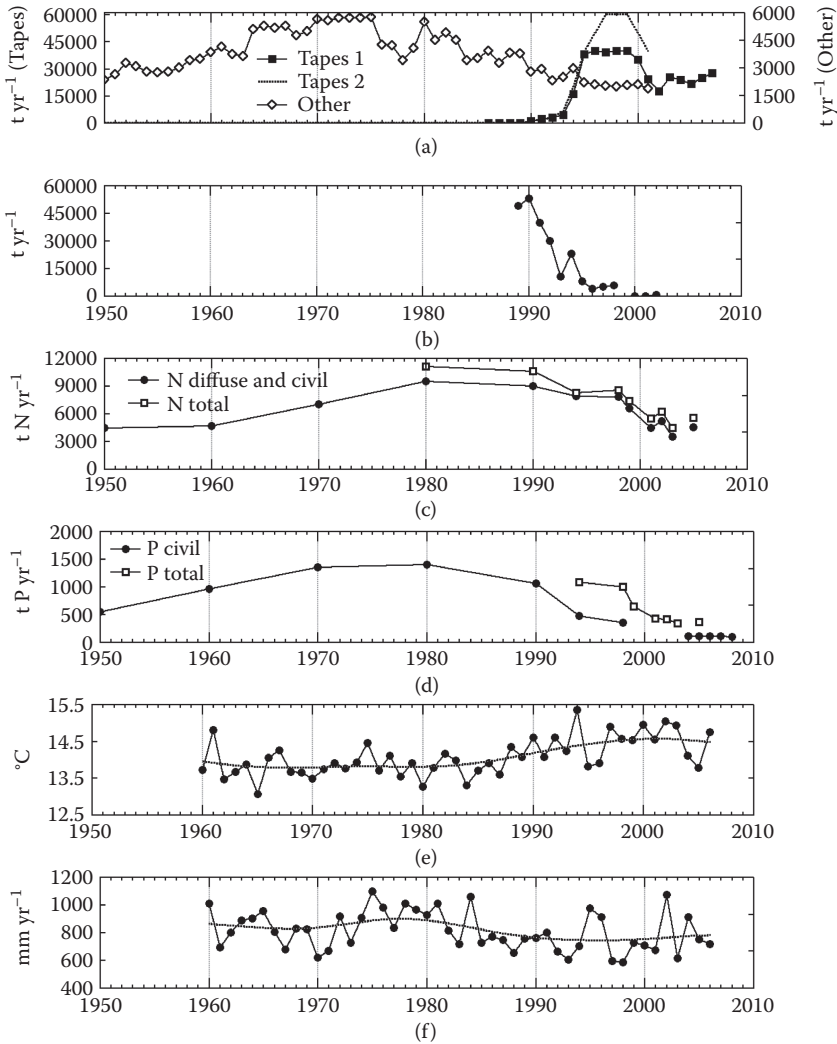 60000
45000
30000
15000
0
t yr⁻¹ (Tapes)
Tapes 1
Tapes 2
Other
6000
4500
3000
1500
0
t yr⁻¹ (Other)
(a)
60000
45000
30000
15000
0
t yr⁻¹
1950 1960 1970 1980 1990 2000 2010
(b)
12000
9000
6000
3000
0
t N yr⁻¹
N diffuse and civil
N total
1950 1960 1970 1980 1990 2000 2010
(c)
2000
1500
1000
500
0
t P yr⁻¹
P civil
P total
1950 1960 1970 1980 1990 2000 2010
(d)
15.5
14.5
13.5
12.5
°C
1950 1960 1970 1980 1990 2000 2010
(e)
1200
1000
800
600
400
mm yr⁻¹
1950 1960 1970 1980 1990 2000 2010
(f)